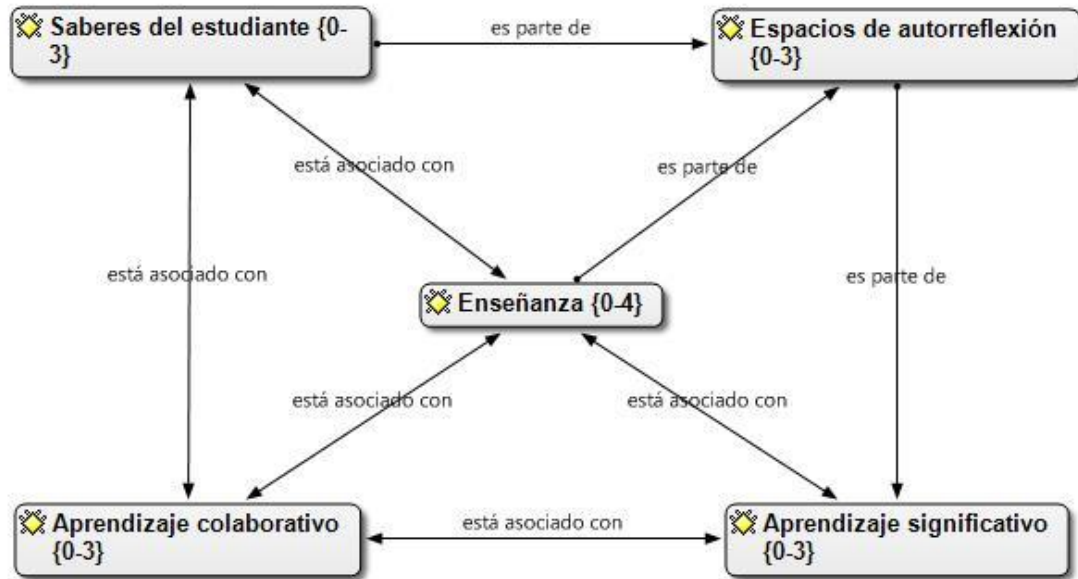 Saberes del estudiante {0-
3}
es parte de
Espacios de autorreflexión
{0-3}
está asociado con
es parte de
está asociado con
es parte de
Enseñanza {0-4}
está asociado con
está asociado con
Aprendizaje colaborativo
{0-3}
está asociado con
Aprendizaje significativo
{0-3}